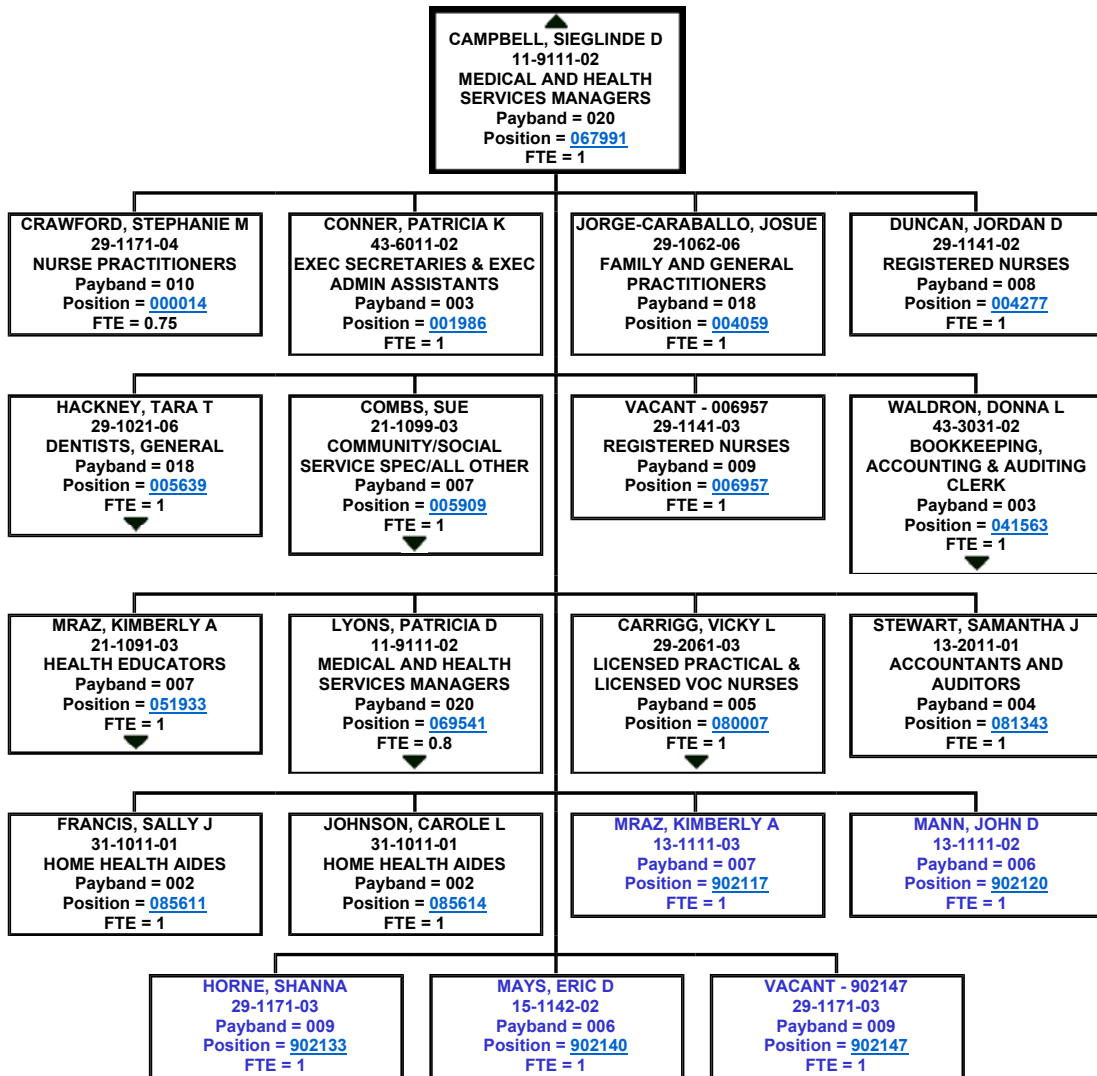 CAMPBELL, SIEGLINDE D
11-9111-02
MEDICAL AND HEALTH
SERVICES MANAGERS
Payband = 020
Position = 067991
FTE = 1
CRAWFORD, STEPHANIE M
29-1171-04
NURSE PRACTITIONERS
Payband = 010
Position = 000014
FTE = 0.75
CONNER, PATRICIA K
43-6011-02
EXEC SECRETARIES & EXEC
ADMIN ASSISTANTS
Payband = 003
Position = 001986
FTE = 1
JORGE-CARABALLO, JOSUE
29-1062-06
FAMILY AND GENERAL
PRACTITIONERS
Payband = 018
Position = 004059
FTE = 1
DUNCAN, JORDAN D
29-1141-02
REGISTERED NURSES
Payband = 008
Position = 004277
FTE = 1
HACKNEY, TARA T
29-1021-06
DENTISTS, GENERAL
Payband = 018
Position = 005639
FTE = 1
COMBS, SUE
21-1099-03
COMMUNITY/SOCIAL
SERVICE SPEC/ALL OTHER
Payband = 007
Position = 005909
FTE = 1
VACANT - 006957
29-1141-03
REGISTERED NURSES
Payband = 009
Position = 006957
FTE = 1
WALDRON, DONNA L
43-3031-02
BOOKKEEPING,
ACCOUNTING & AUDITING
CLERK
Payband = 003
Position = 041563
FTE = 1
MRAZ, KIMBERLY A
21-1091-03
HEALTH EDUCATORS
Payband = 007
Position = 051933
FTE = 1
LYONS, PATRICIA D
11-9111-02
MEDICAL AND HEALTH
SERVICES MANAGERS
Payband = 020
Position = 069541
FTE = 0.8
CARRIGG, VICKY L
29-2061-03
LICENSED PRACTICAL &
LICENSED VOC NURSES
Payband = 005
Position = 080007
FTE = 1
STEWART, SAMANTHA J
13-2011-01
ACCOUNTANTS AND
AUDITORS
Payband = 004
Position = 081343
FTE = 1
FRANCIS, SALLY J
31-1011-01
HOME HEALTH AIDES
Payband = 002
Position = 085611
FTE = 1
JOHNSON, CAROLE L
31-1011-01
HOME HEALTH AIDES
Payband = 002
Position = 085614
FTE = 1
MRAZ, KIMBERLY A
13-1111-03
Payband = 007
Position = 902117
FTE = 1
MANN, JOHN D
13-1111-02
Payband = 006
Position = 902120
FTE = 1
HORNE, SHANNA
29-1171-03
Payband = 009
Position = 902133
FTE = 1
MAYS, ERIC D
15-1142-02
Payband = 006
Position = 902140
FTE = 1
VACANT - 902147
29-1171-03
Payband = 009
Position = 902147
FTE = 1